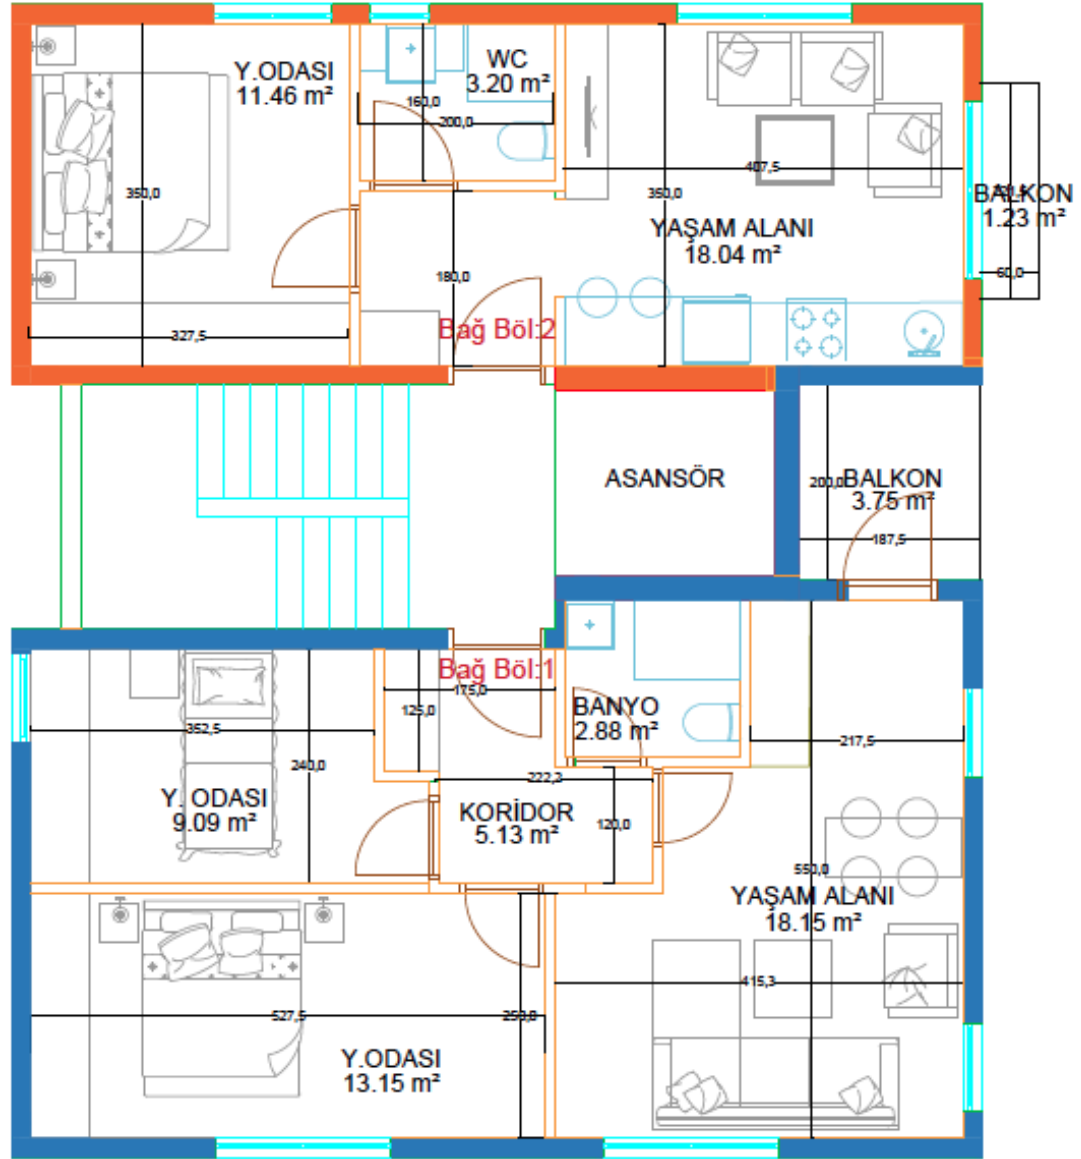 Y.ODASI
11.46 m²
WC
3.20 m²
160,0
200,0
350,0
407,5
350,0
BALKON
1.23 m²
YAŞAM ALANI
18.04 m²
180,0
60,0
Bağ Böl:2
327,5
ASANSÖR
200,0
BALKON
3.75 m²
187,5
Bağ Böl:1
175,0
125,0
BANYO
2.88 m²
352,5
217,5
240,0
222,2
Y. ODASI
9.09 m²
KORİDOR
5.13 m²
120,0
550,0
YAŞAM ALANI
18.15 m²
415,3
527,5
250,0
Y.ODASI
13.15 m²